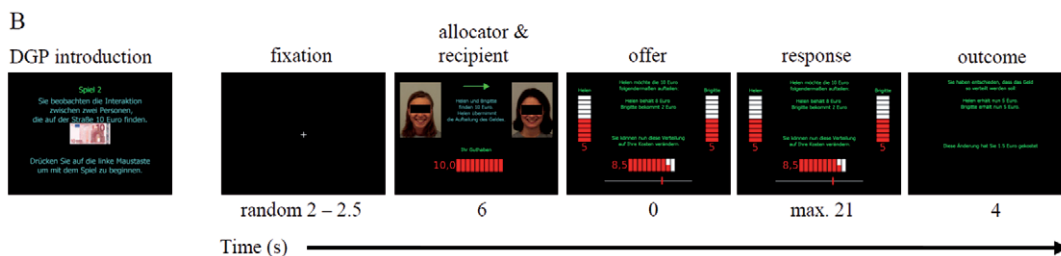 B
DGP introduction
fixation
allocator &
recipient
offer
response
outcome
Spiel 2
Sie beobachten die Interaktion
zwischen zwei Personen,
die auf der Straße 10 Euro finden.
Drücken Sie auf die linke Maustaste
um mit dem Spiel zu beginnen.
Helen und Brigitte
finden 10 Euro.
Helen übernimmt
die Aufteilung des Geldes.
Ihr Guthaben
10,0
Helen möchte die 10 Euro
folgendermaßen aufteilen
Helen behält 8 Euro
Brigitte bekommt 2 Euro
Helen
Brigitte
5
5
Sie können nun diese Verteilung
auf Ihre Kosten verändern.
8,5
Helen möchte die 10 Euro
folgendermaßen aufteilen
Helen behält 8 Euro
Brigitte bekommt 2 Euro
Helen
Brigitte
5
5
Sie können nun diese Verteilung
auf Ihre Kosten verändern.
8,5
Sie haben entschieden, dass das Geld
so verteilt werden soll
Helen erhält nun 5 Euro.
Brigitte erhält nun 5 Euro.
Diese Änderung hat Sie 1.5 Euro gekostet
random 2 – 2.5
6
0
max. 21
4
Time (s)